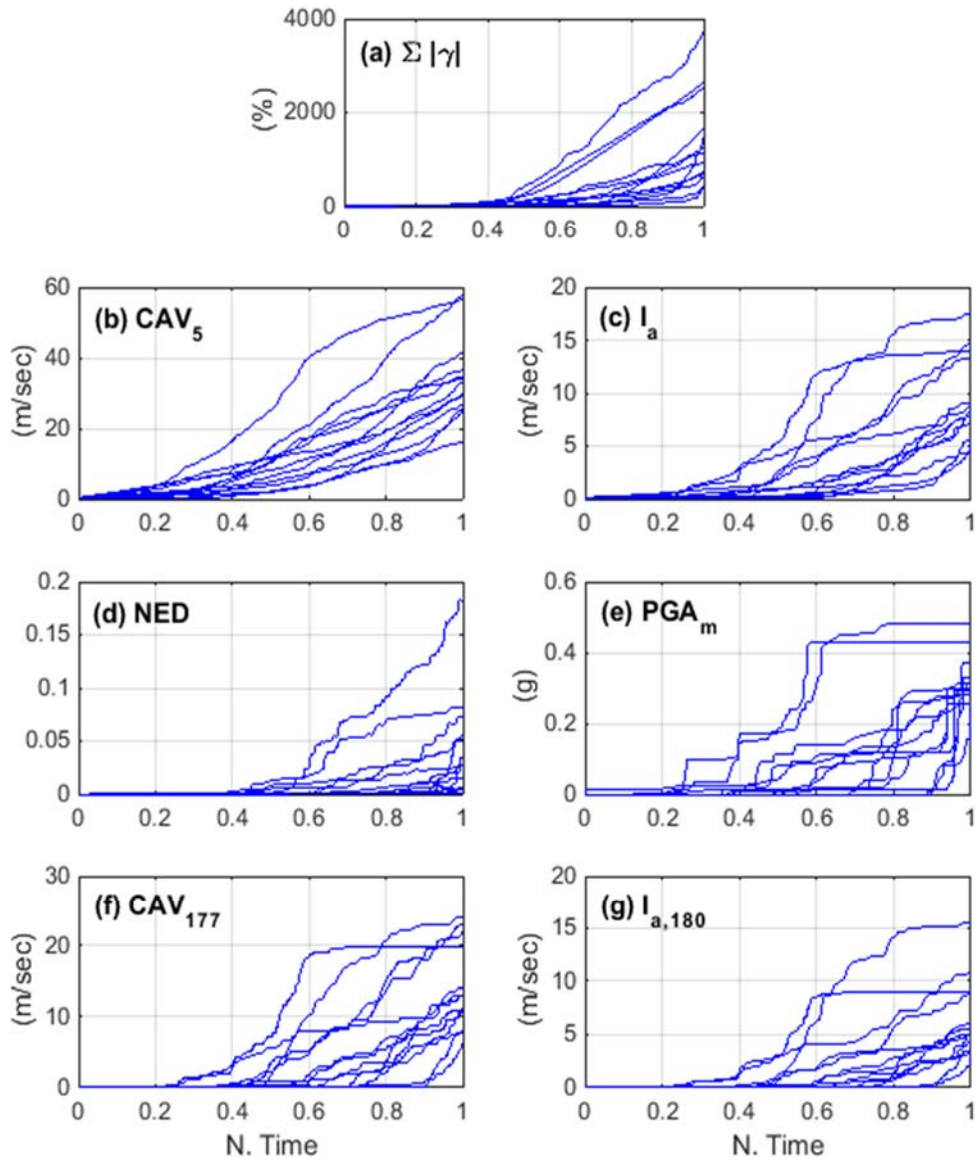 4000
(a) Σ |γ|
(%)
2000
0
0 0.2 0.4 0.6 0.8 1
60
(b) CAV5
(m/sec)
40
20
0
0 0.2 0.4 0.6 0.8 1
20
(c) Ia
15
(m/sec)
10
5
0
0 0.2 0.4 0.6 0.8 1
0.2
(d) NED
0.15
0.1
0.05
0
0 0.2 0.4 0.6 0.8 1
0.6
(e) PGAm
0.4
(g)
0.2
0
0 0.2 0.4 0.6 0.8 1
30
(f) CAV177
20
(m/sec)
10
0
0 0.2 0.4 0.6 0.8 1
N. Time
20
(g) Ia,180
15
(m/sec)
10
5
0
0 0.2 0.4 0.6 0.8 1
N. Time